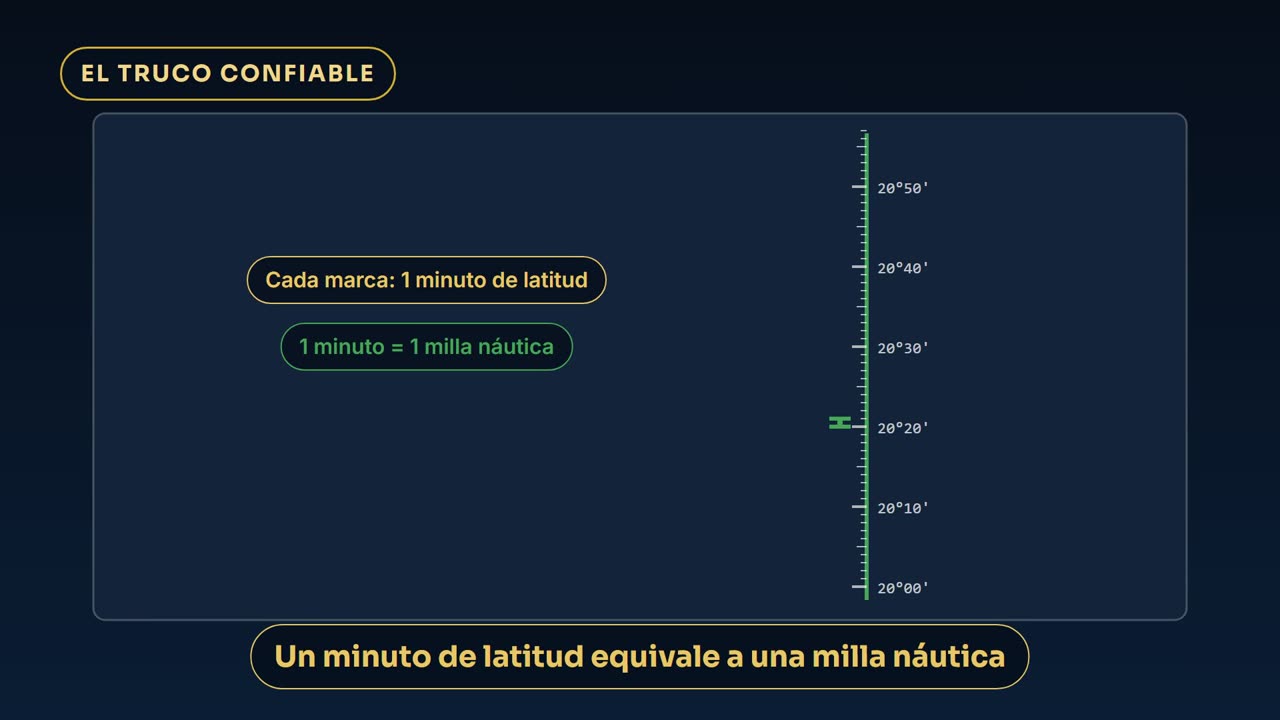 EL TRUCO CONFIABLE
20°50'
20°40'
Cada marca: 1 minuto de latitud
1 minuto = 1 milla náutica
20°30'
20°20'
20°10'
20°00'
Un minuto de latitud equivale a una milla náutica